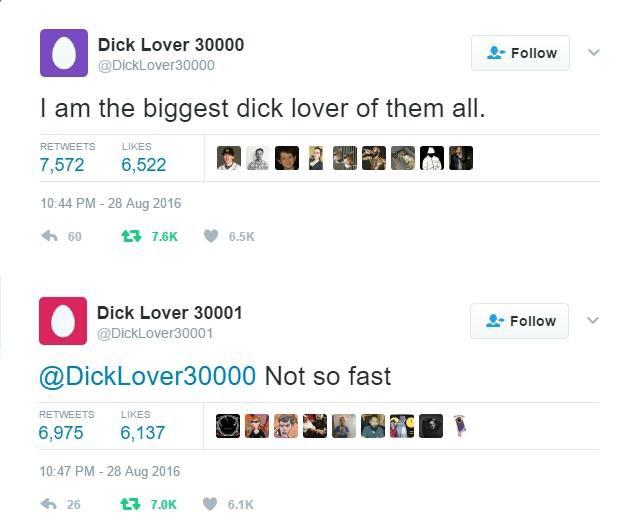 Dick Lover 30000
@DickLover30000
Follow
I am the biggest dick lover of them all.
RETWEETS LIKES
7,572 6,522
10:44 PM - 28 Aug 2016
60 7.6K 6.5K
Dick Lover 30001
@DickLover30001
Follow
@DickLover30000 Not so fast
RETWEETS LIKES
6,975 6,137
10:47 PM - 28 Aug 2016
26 7.0K 6.1K